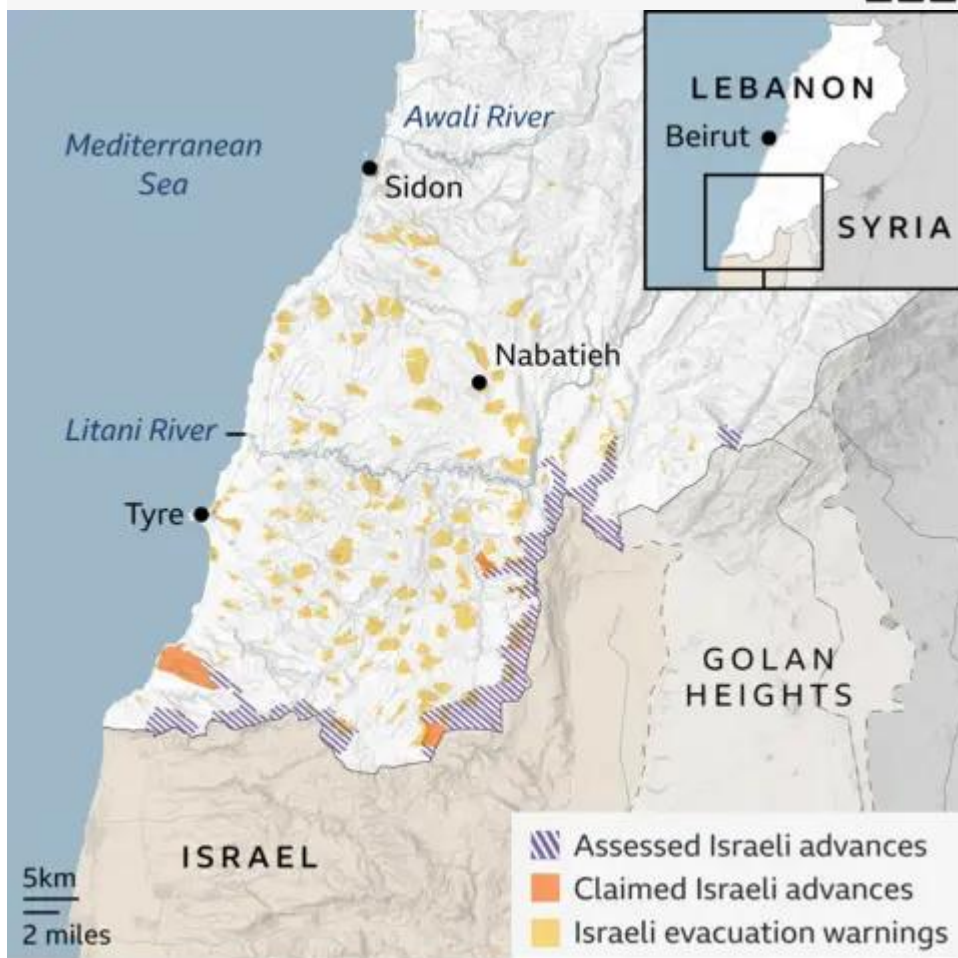 Mediterranean
Sea
Awali River
Sidon
LEBANON
Beirut
SYRIA
Nabatieh
Litani River
Tyre
GOLAN
HEIGHTS
ISRAEL
5km
2 miles
Assessed Israeli advances
Claimed Israeli advances
Israeli evacuation warnings